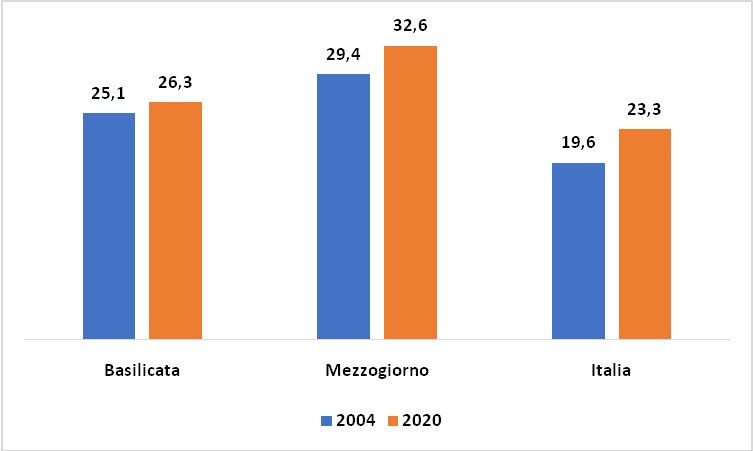 32,6
29,4
25,1
26,3
23,3
19,6
Basilicata
Mezzogiorno
Italia
2004
2020